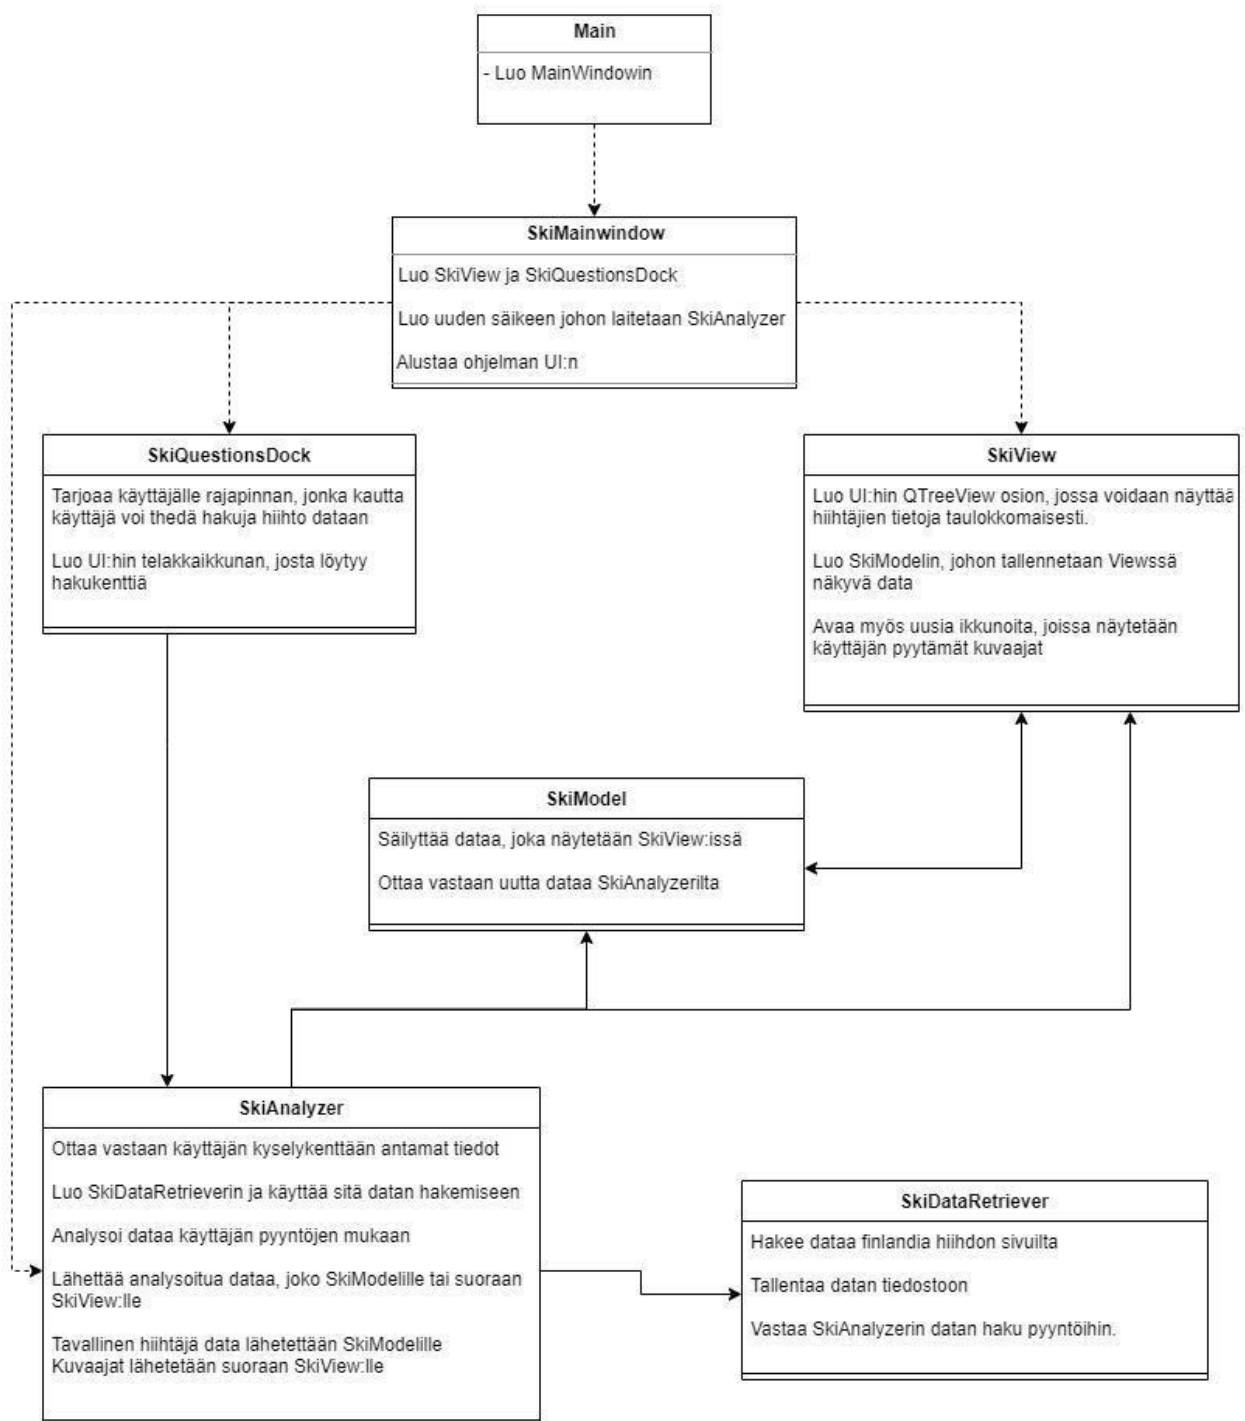 Main
- Luo MainWindowin
SkiMainwindow
Luo SkiView ja SkiQuestionsDock
Luo uuden säikeen johon laitetaan SkiAnalyzer
Alustaa ohjelman UI:n
SkiQuestionsDock
Tarjoaa käyttäjälle rajapinnan, jonka kautta
käyttäjä voi thedä hakuja hiihto dataan
Luo UI:hin telakkaikkunan, josta löytyy
hakukenttiä
SkiView
Luo UI:hin QTreeView osion, jossa voidaan näyttää
hiihtäjien tietoja taulokkomaisesti.
Luo SkiModelin, johon tallennetaan Viewssä
näkyvä data
Avaa myös uusia ikkunoita, joissa näytetään
käyttäjän pyytämät kuvaajat
SkiModel
Säilyttää dataa, joka näytetään SkiView:issä
Ottaa vastaan uutta dataa SkiAnalyzerilta
SkiAnalyzer
Ottaa vastaan käyttäjän kyselykenttään antamat tiedot
Luo SkiDataRetrieverin ja käyttää sitä datan hakemiseen
Analysoi dataa käyttäjän pyyntöjen mukaan
Lähettää analysoitua dataa, joko SkiModelille tai suoraan
SkiView:lle
Tavallinen hiihtäjä data lähetettään SkiModelille
Kuvaajat lähetetään suoraan SkiView:lle
SkiDataRetriever
Hakee dataa finlandia hiihdon sivuilta
Tallentaa datan tiedostoon
Vastaa SkiAnalyzerin datan haku pyyntöihin.